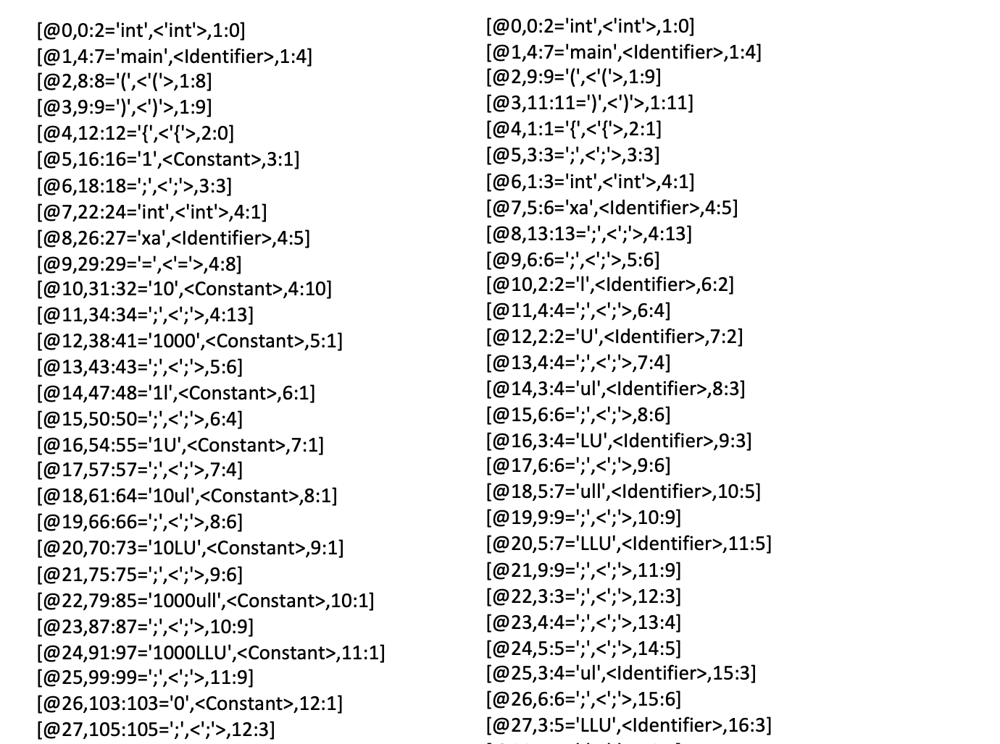 [@0,0:2='int',<'int'>,1:0]
[@1,4:7='main',<Identifier>,1:4]
[@2,8:8='(',<'('>,1:8]
[@3,9:9=')',<')'>,1:9]
[@4,12:12='{',<'{'>,2:0]
[@5,16:16='1',<Constant>,3:1]
[@6,18:18=';',<';'>,3:3]
[@7,22:24='int',<'int'>,4:1]
[@8,26:27='xa',<Identifier>,4:5]
[@9,29:29='=',<'='>,4:8]
[@10,31:32='10',<Constant>,4:10]
[@11,34:34=';',<';'>,4:13]
[@12,38:41='1000',<Constant>,5:1]
[@13,43:43=';',<';'>,5:6]
[@14,47:48='1l',<Constant>,6:1]
[@15,50:50=';',<';'>,6:4]
[@16,54:55='1U',<Constant>,7:1]
[@17,57:57=';',<';'>,7:4]
[@18,61:64='10ul',<Constant>,8:1]
[@19,66:66=';',<';'>,8:6]
[@20,70:73='10LU',<Constant>,9:1]
[@21,75:75=';',<';'>,9:6]
[@22,79:85='1000ull',<Constant>,10:1]
[@23,87:87=';',<';'>,10:9]
[@24,91:97='1000LLU',<Constant>,11:1]
[@25,99:99=';',<';'>,11:9]
[@26,103:103='0',<Constant>,12:1]
[@27,105:105=';',<';'>,12:3]
[@0,0:2='int',<'int'>,1:0]
[@1,4:7='main',<Identifier>,1:4]
[@2,9:9='(',<'('>,1:9]
[@3,11:11=')',<')'>,1:11]
[@4,1:1='{',<'{'>,2:1]
[@5,3:3=';',<';'>,3:3]
[@6,1:3='int',<'int'>,4:1]
[@7,5:6='xa',<Identifier>,4:5]
[@8,13:13=';',<';'>,4:13]
[@9,6:6=';',<';'>,5:6]
[@10,2:2='l',<Identifier>,6:2]
[@11,4:4=';',<';'>,6:4]
[@12,2:2='U',<Identifier>,7:2]
[@13,4:4=';',<';'>,7:4]
[@14,3:4='ul',<Identifier>,8:3]
[@15,6:6=';',<';'>,8:6]
[@16,3:4='LU',<Identifier>,9:3]
[@17,6:6=';',<';'>,9:6]
[@18,5:7='ull',<Identifier>,10:5]
[@19,9:9=';',<';'>,10:9]
[@20,5:7='LLU',<Identifier>,11:5]
[@21,9:9=';',<';'>,11:9]
[@22,3:3=';',<';'>,12:3]
[@23,4:4=';',<';'>,13:4]
[@24,5:5=';',<';'>,14:5]
[@25,3:4='ul',<Identifier>,15:3]
[@26,6:6=';',<';'>,15:6]
[@27,3:5='LLU',<Identifier>,16:3]